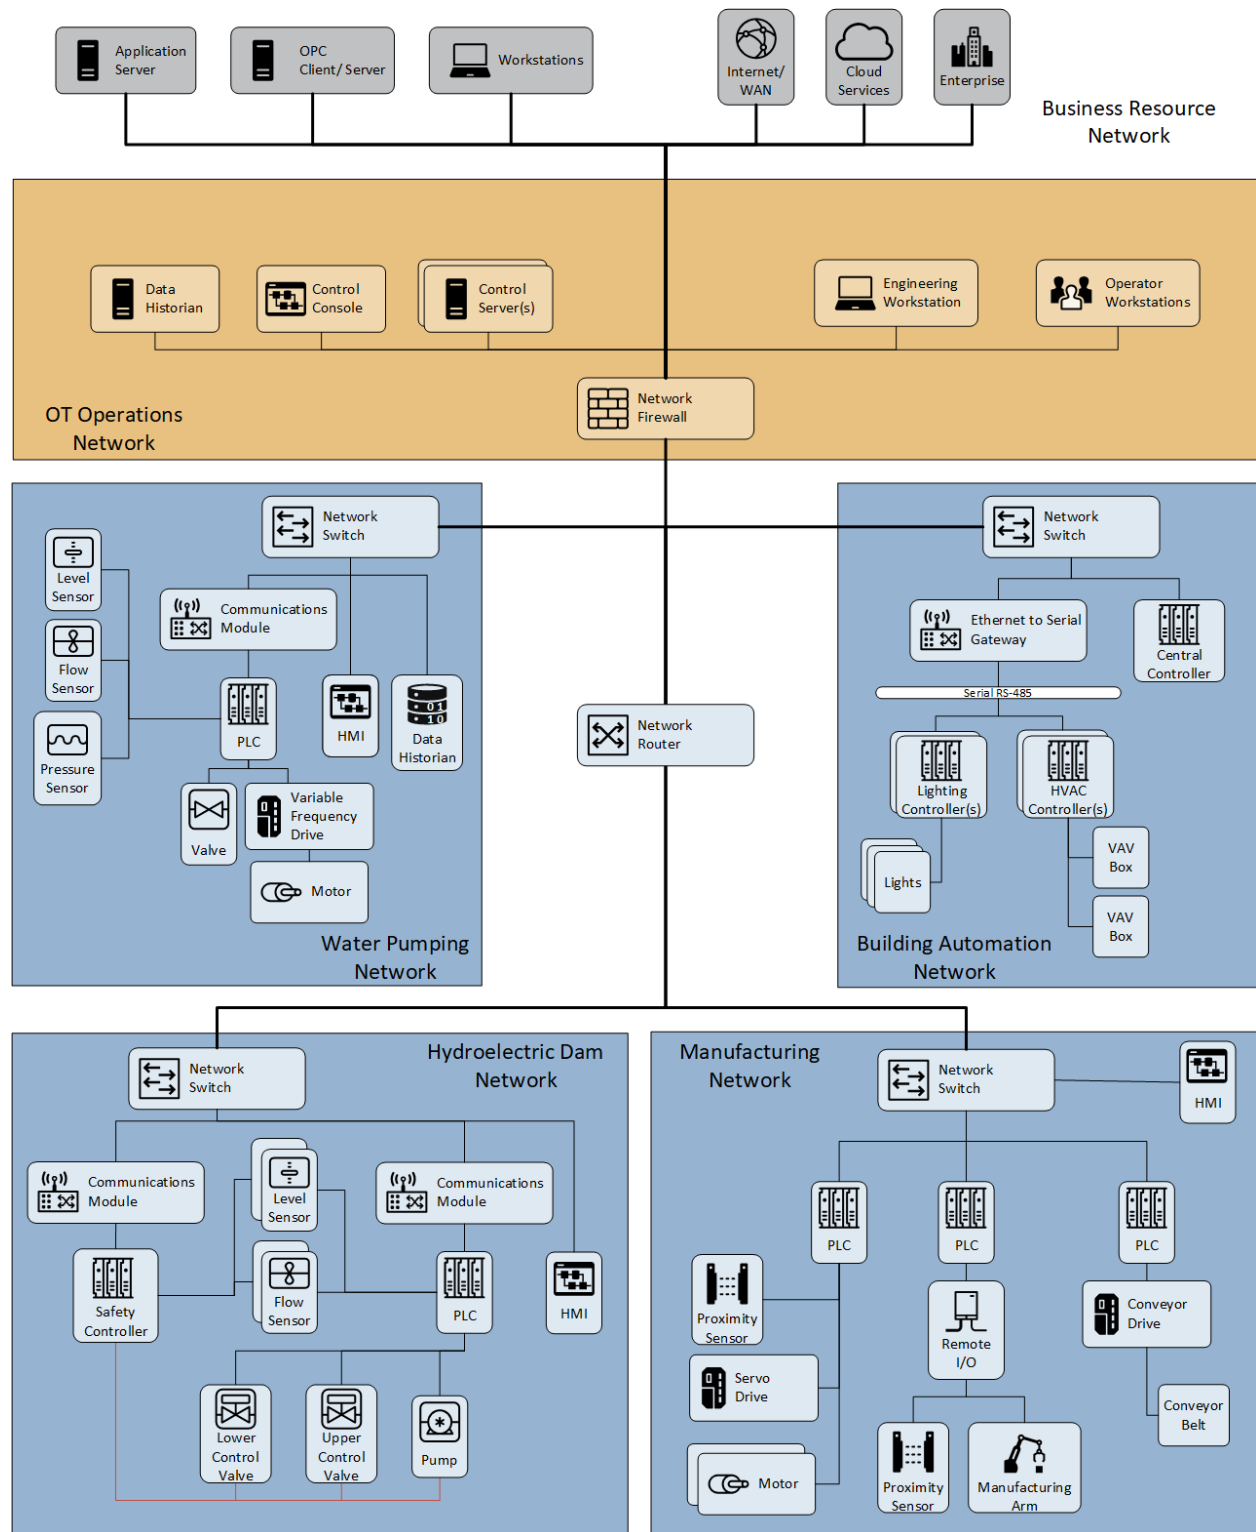 Application
Server
OPC
Client/ Server
Workstations
Internet/
WAN
Cloud
Services
Enterprise
Business Resource
Network
Data
Historian
Control
Console
Control
Server(s)
Engineering
Workstation
Operator
Workstations
Network
Firewall
OT Operations
Network
Network
Switch
Level
Sensor
Communications
Module
Flow
Sensor
PLC
HMI
01
10
Data
Historian
Pressure
Sensor
Valve
Variable
Frequency
Drive
Motor
Water Pumping
Network
Network
Router
Network
Switch
Ethernet to Serial
Gateway
Central
Controller
Serial RS-485
Lighting
Controller(s)
HVAC
Controller(s)
Lights
VAV
Box
VAV
Box
Building Automation
Network
Hydroelectric Dam
Network
Network
Switch
Communications
Module
Level
Sensor
Communications
Module
Safety
Controller
Flow
Sensor
PLC
HMI
Lower
Control
Valve
Upper
Control
Valve
Pump
Manufacturing
Network
Network
Switch
HMI
PLC
PLC
PLC
Proximity
Sensor
Remote
I/O
Conveyor
Drive
Servo
Drive
Conveyor
Belt
Motor
Proximity
Sensor
Manufacturing
Arm